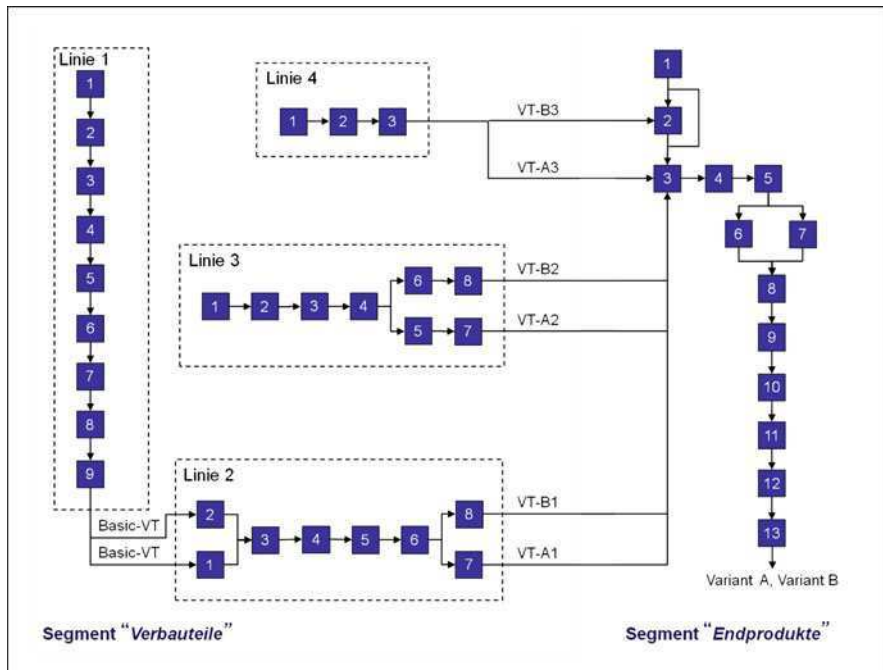 Linie 1
1
2
3
4
5
6
7
8
9
Basic-VT
Basic-VT
Linie 4
1 2 3
VT-B3
VT-A3
Linie 3
1 2 3 4
6 8
5 7
VT-B2
VT-A2
Linie 2
2
1
3 4 5 6
8
7
VT-B1
VT-A1
1
2
3 4 5
6 7
8
9
10
11
12
13
Variant A, Variant B
Segment “Verbauteile”
Segment “Endprodukte”